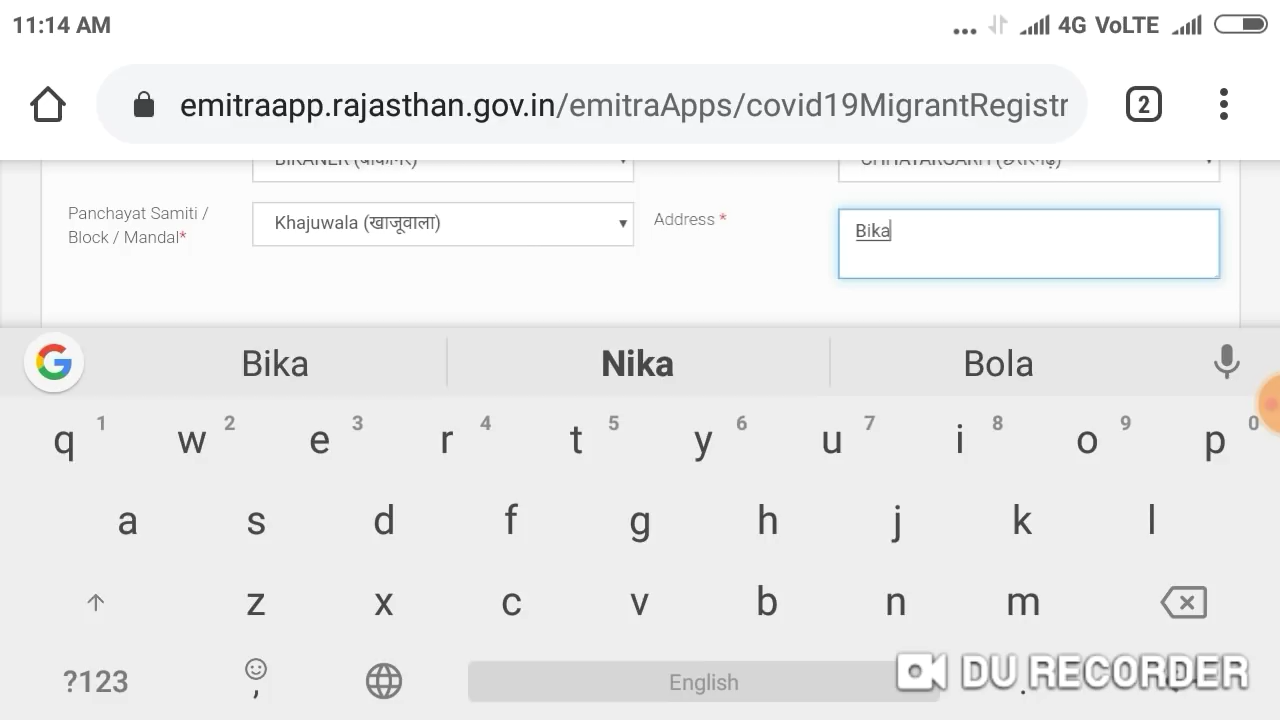 11:14 AM
... 4G VoLTE
emitraapp.rajasthan.gov.in/emitraApps/covid19MigrantRegistr
2
BIKANER (बीकानेर)
CHHATARGARH (छत्तरगढ़)
Panchayat Samiti /
Block / Mandal*
Khajuwala (खाजूवाला)
Address *
Bika
Bika Nika Bola
q 1 w 2 e 3 r 4 t 5 y 6 u 7 i 8 o 9 p 0
a s d f g h j k l
z x c v b n m
?123 , English .
DU RECORDER